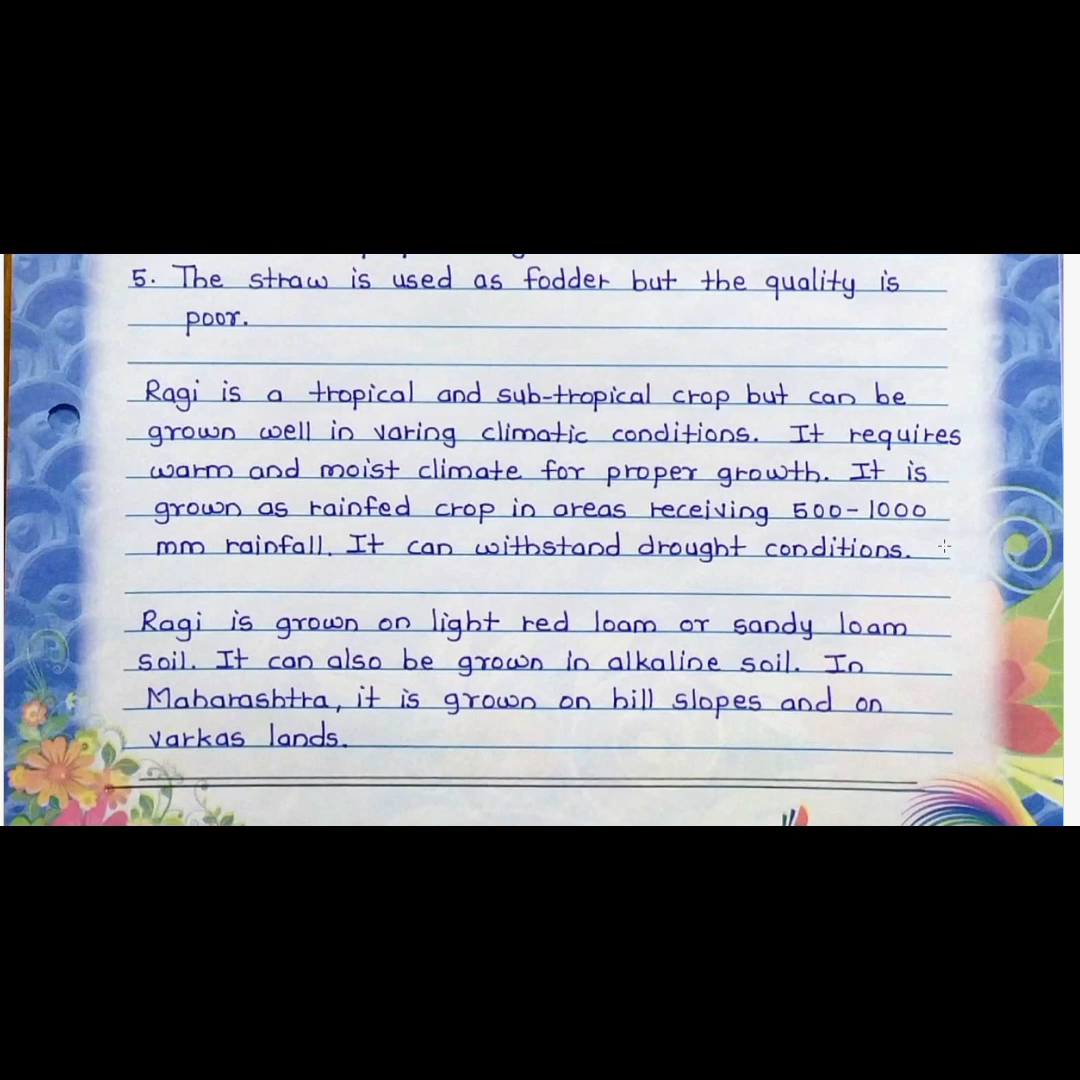 5. The straw is used as fodder but the quality is
poor.
Ragi is a tropical and sub-tropical crop but can be
grown well in varing climatic conditions. It requires
warm and moist climate for proper growth. It is
grown as rainfed crop in areas receiving 500-1000
mm rainfall. It can withstand drought conditions.
Ragi is grown on light red loam or sandy loam
soil. It can also be grown in alkaline soil. In
Maharashtra, it is grown on hill slopes and on
varkas lands.